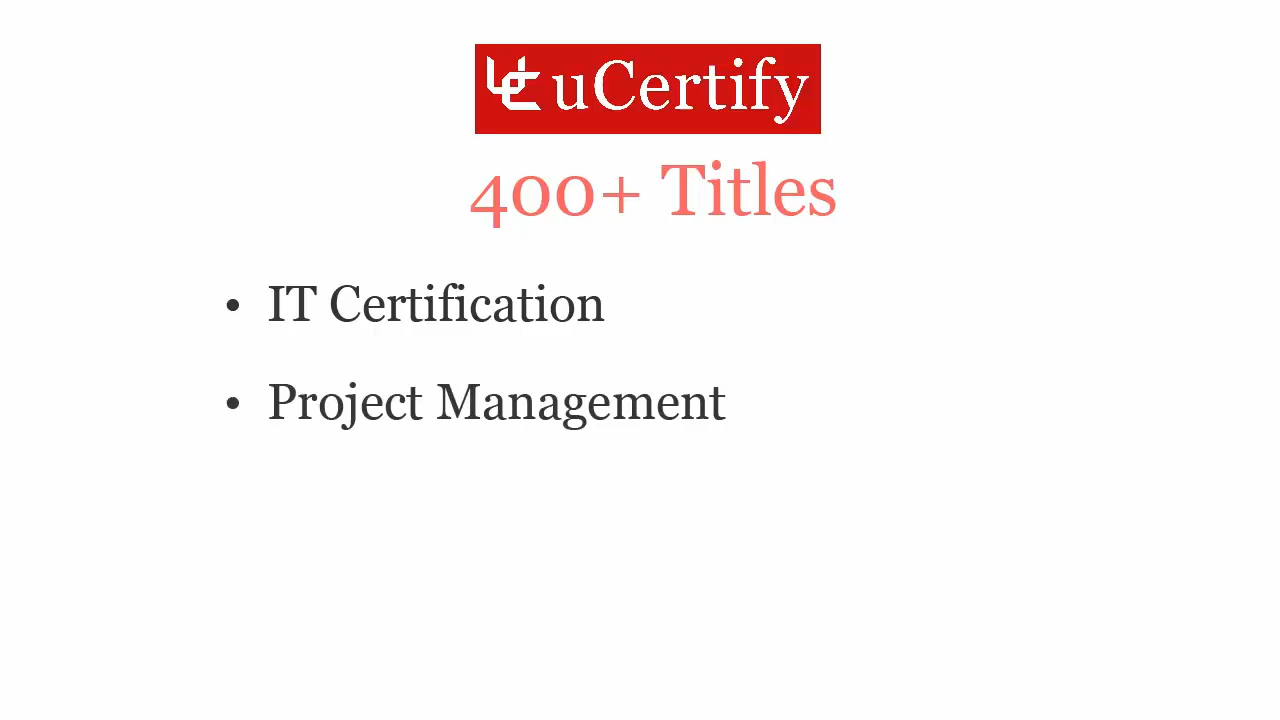 uCertify
400+ Titles
• IT Certification
• Project Management